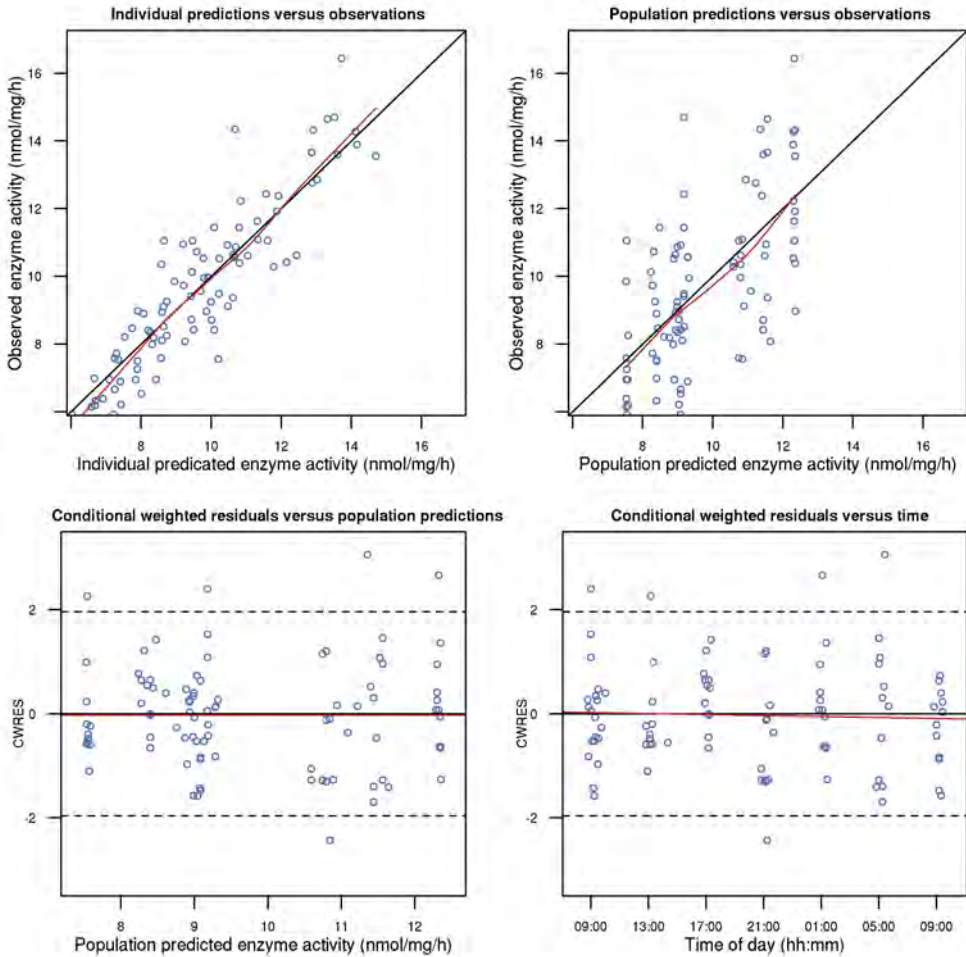 Individual predictions versus observations
Observed enzyme activity (nmol/mg/h)
16
14
12
10
8
8 10 12 14 16
Individual predicated enzyme activity (nmol/mg/h)
Population predictions versus observations
Observed enzyme activity (nmol/mg/h)
16
14
12
10
8
8 10 12 14 16
Population predicted enzyme activity (nmol/mg/h)
Conditional weighted residuals versus population predictions
CWRES
2
0
-2
8 9 10 11 12
Population predicted enzyme activity (nmol/mg/h)
Conditional weighted residuals versus time
CWRES
2
0
-2
09:00 13:00 17:00 21:00 01:00 05:00 09:00
Time of day (hh:mm)